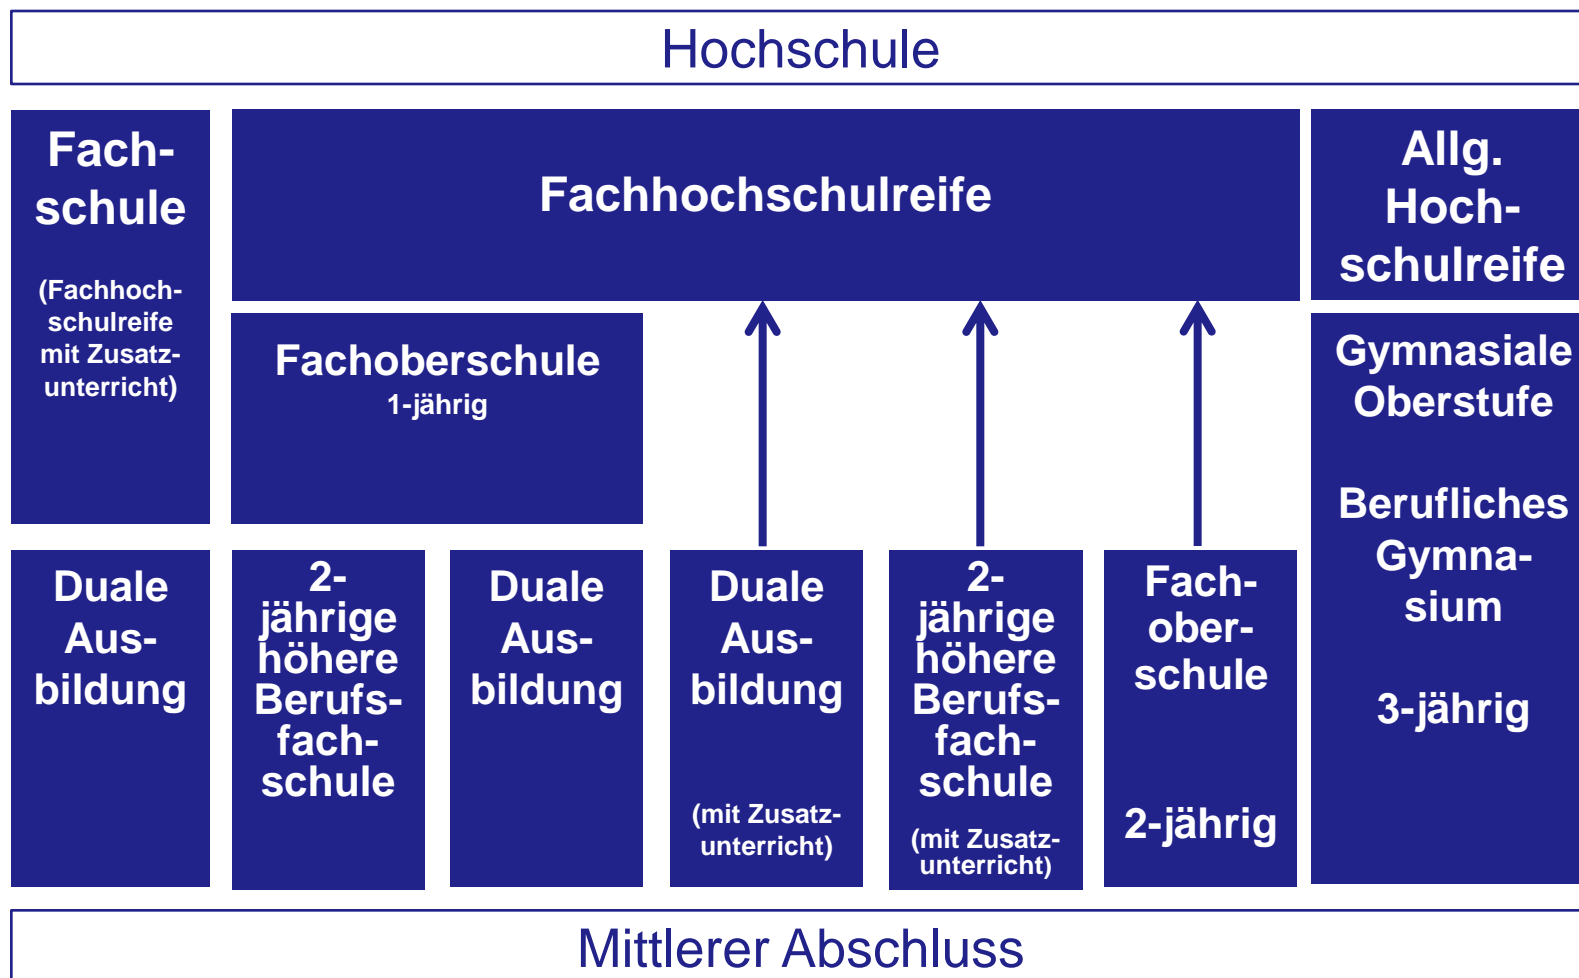 Hochschule
Fach-
schule
(Fachhoch-
schulreife
mit Zusatz-
unterricht)
Fachhochschulreife
Allg.
Hoch-
schulreife
Fachoberschule
1-jährig
Gymnasiale
Oberstufe
Berufliches
Gymna-
sium
3-jährig
Duale
Aus-
bildung
2-
jährige
höhere
Berufs-
fach-
schule
Duale
Aus-
bildung
Duale
Aus-
bildung
(mit Zusatz-
unterricht)
2-
jährige
höhere
Berufs-
fach-
schule
(mit Zusatz-
unterricht)
Fach-
ober-
schule
2-jährig
Mittlerer Abschluss